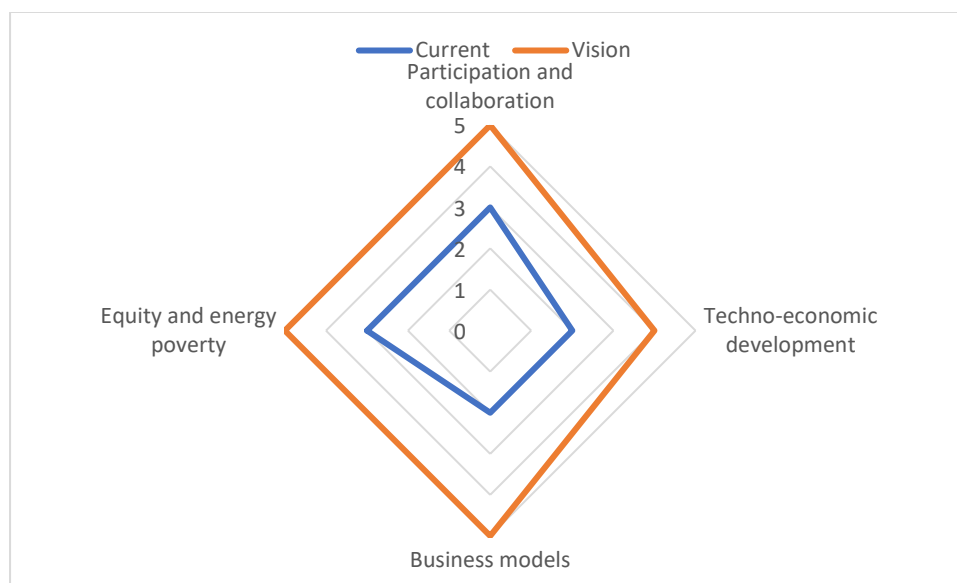 Current Vision
Participation and
collaboration
5
4
3
2
1
0
Equity and energy
poverty
Techno-economic
development
Business models